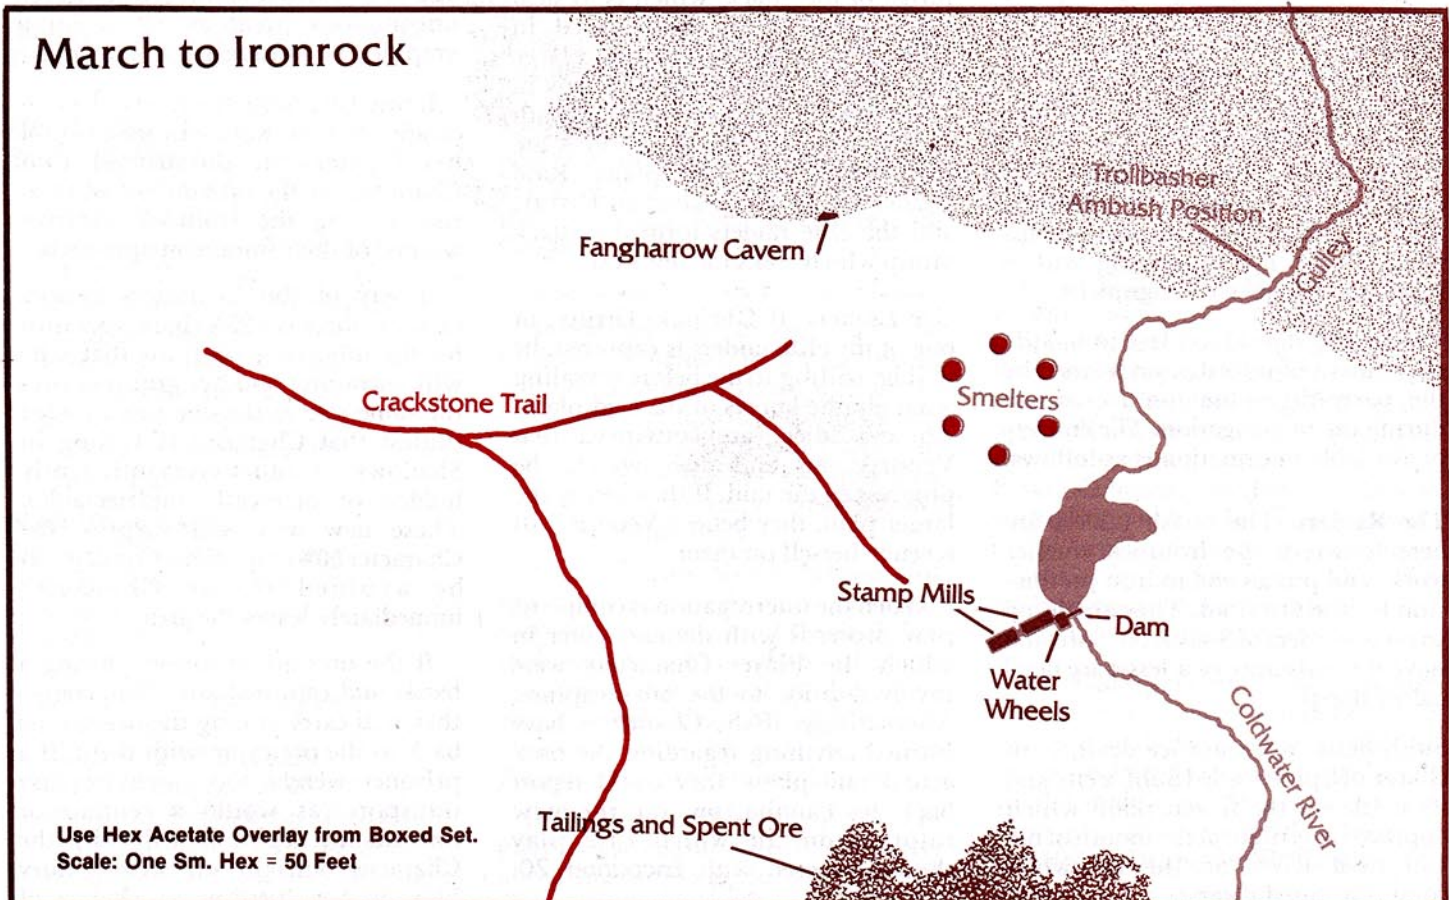 March to Ironrock
Trollbasher
Ambush Position
Fangharrow Cavern
Gulley
Crackstone Trail
Smelters
Stamp Mills
Dam
Water
Wheels
Coldwater River
Tailings and Spent Ore
Use Hex Acetate Overlay from Boxed Set.
Scale: One Sm. Hex = 50 Feet